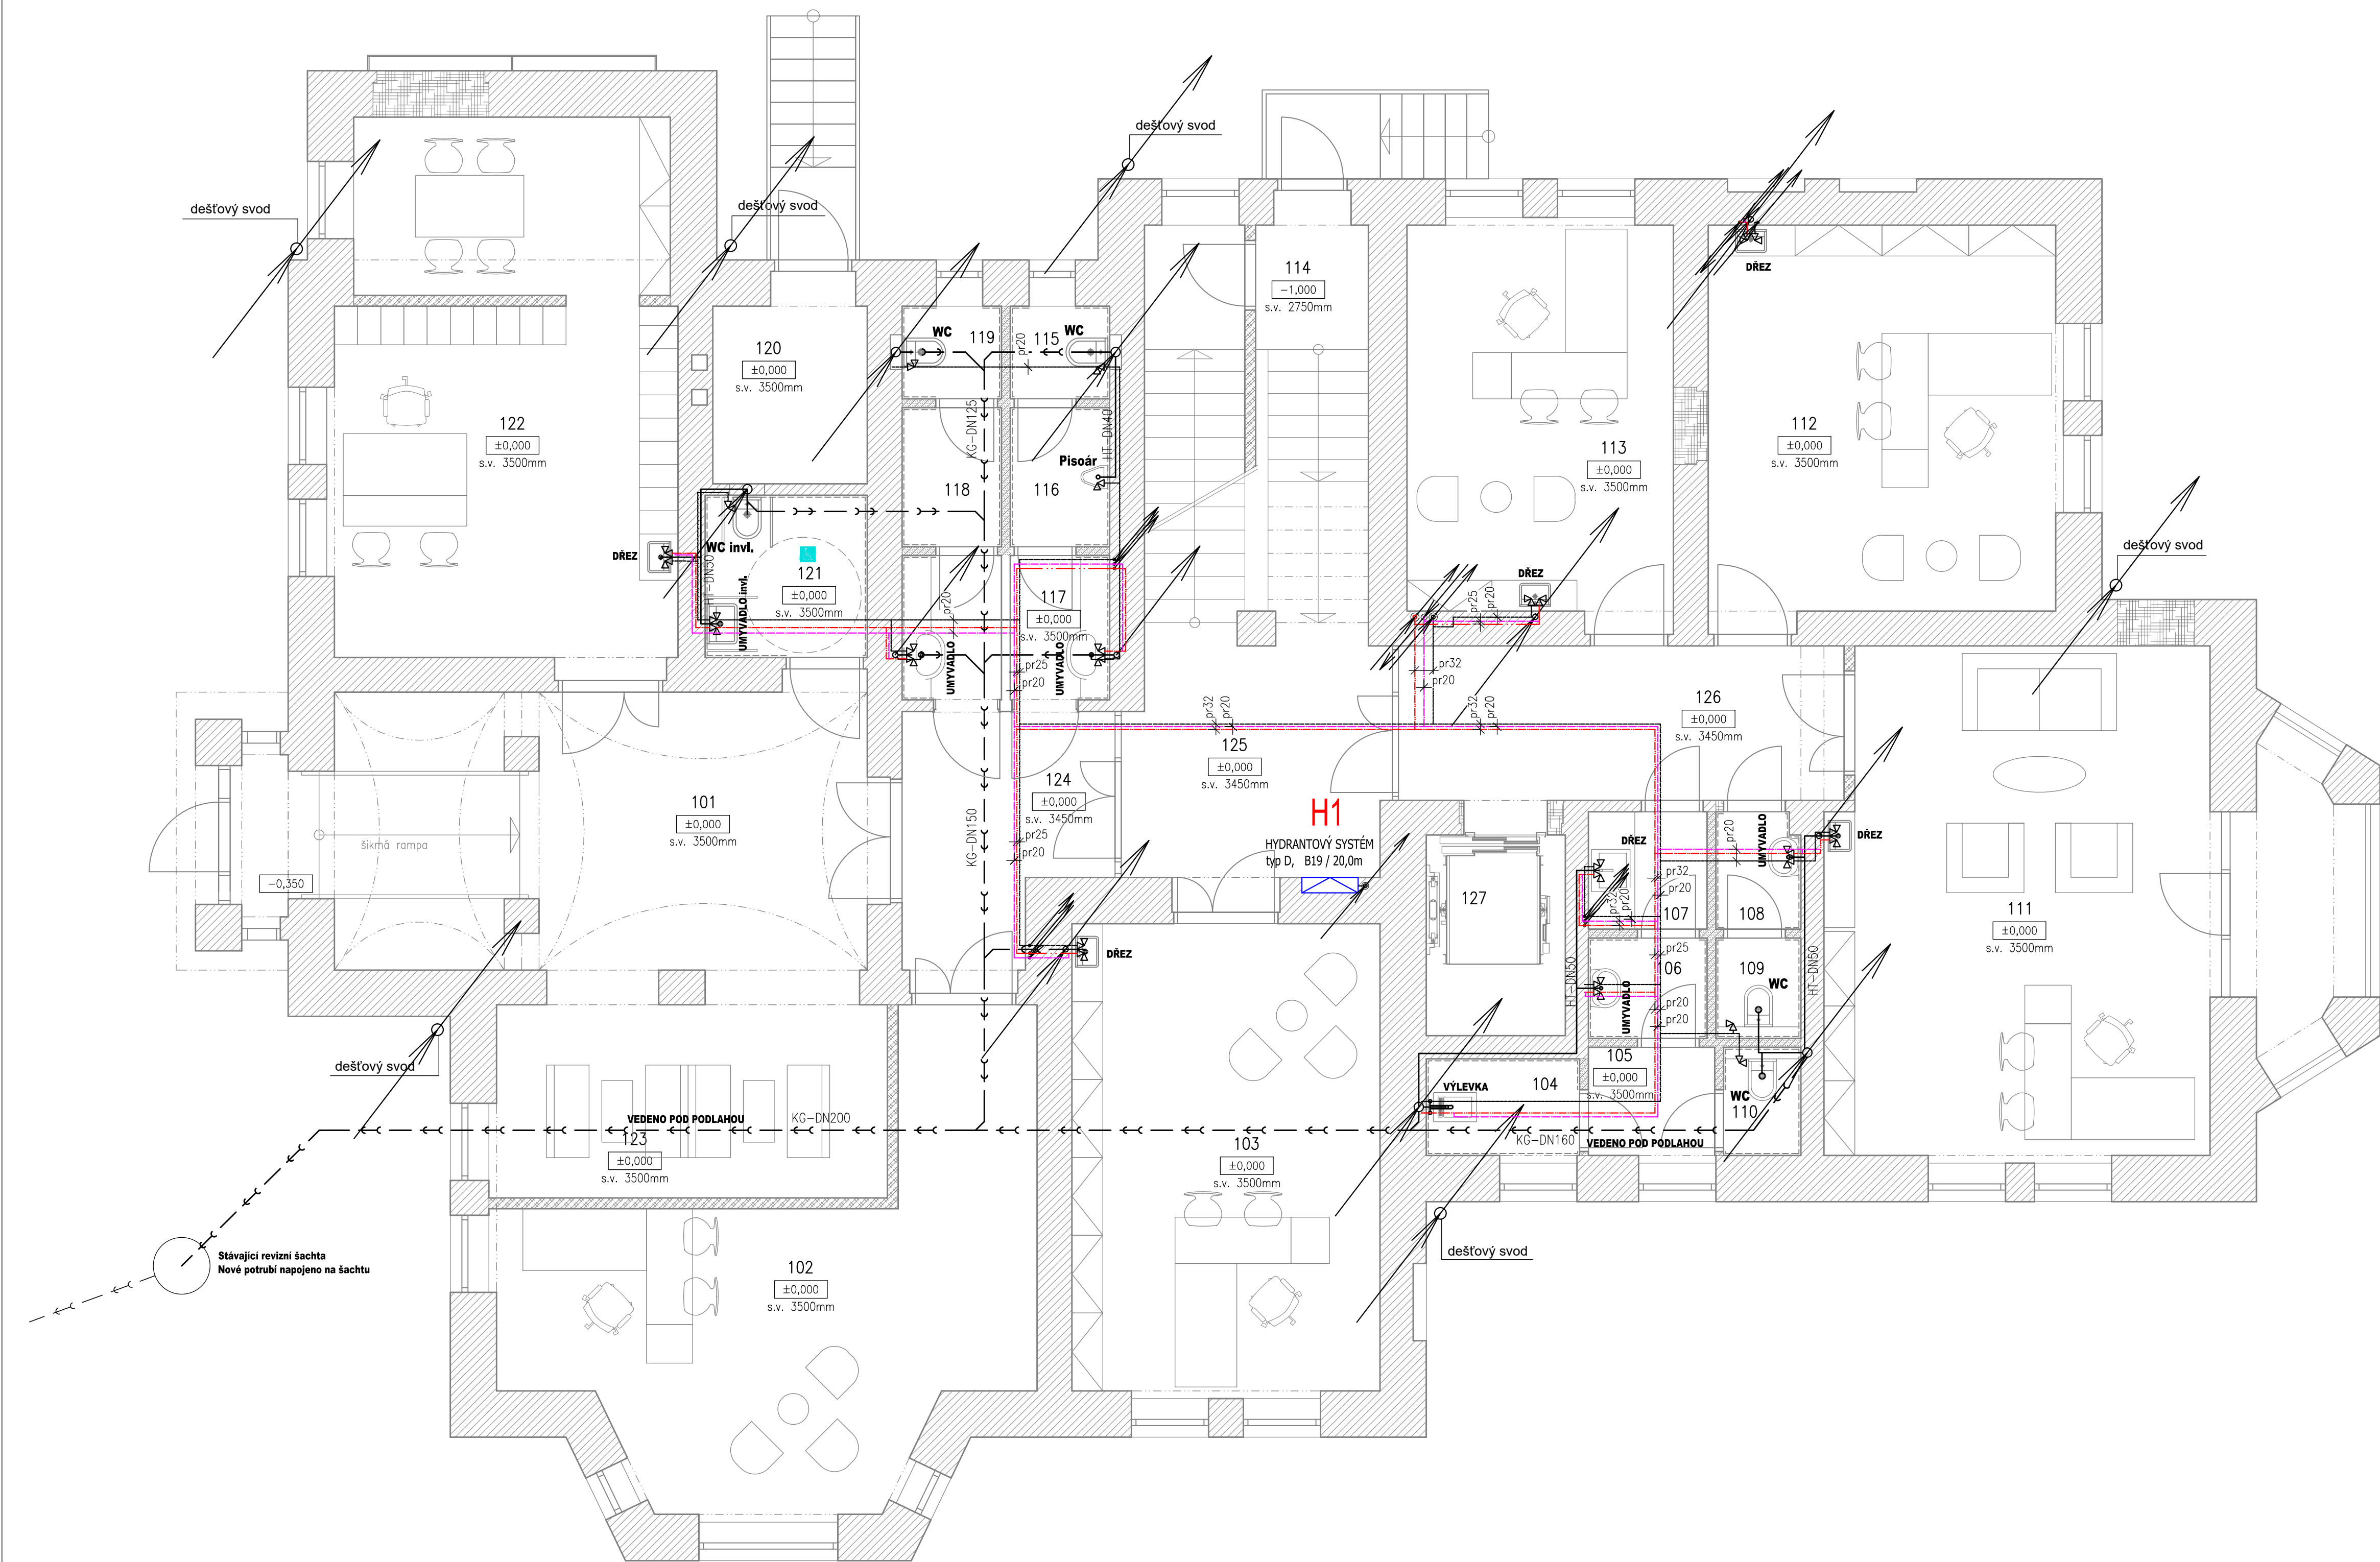 dešťový svod
dešťový svod
dešťový svod
114
-1,000
s.v. 2750mm
DŘEZ
WC
119
pr20
115
WC
120
±0,000
s.v. 3500mm
KG-DN125
HT-DN40
122
±0,000
s.v. 3500mm
113
±0,000
s.v. 3500mm
112
±0,000
s.v. 3500mm
Pisoár
118
116
DŘEZ
WC invl.
HT-DN50
UMYVADLO invl.
121
±0,000
s.v. 3500mm
pr20
117
±0,000
s.v. 3500mm
UMYVADLO
UMYVADLO
pr25
pr20
DŘEZ
pr25
pr20
dešťový svod
pr32
pr20
pr32
pr20
pr32
pr20
126
±0,000
s.v. 3450mm
125
±0,000
s.v. 3450mm
124
±0,000
s.v. 3450mm
101
±0,000
s.v. 3500mm
šikmá rampa
-0,350
KG-DN150
pr25
pr20
H1
HYDRANTOVÝ SYSTÉM
typ D, B19 / 20,0m
DŘEZ
pr20
UMYVADLO
DŘEZ
127
pr32
pr20
pr32
pr20
107
108
111
±0,000
s.v. 3500mm
DŘEZ
pr25
06
109
WC
HT-DN50
HT-DN50
UMYVADLO
pr20
pr20
dešťový svod
105
±0,000
s.v. 3500mm
VÝLEVKA
104
WC
110
VEDENO POD PODLAHOU
KG-DN200
123
±0,000
s.v. 3500mm
KG-DN160
VEDENO POD PODLAHOU
103
±0,000
s.v. 3500mm
dešťový svod
Stávající revizní šachta
Nové potrubí napojeno na šachtu
102
±0,000
s.v. 3500mm